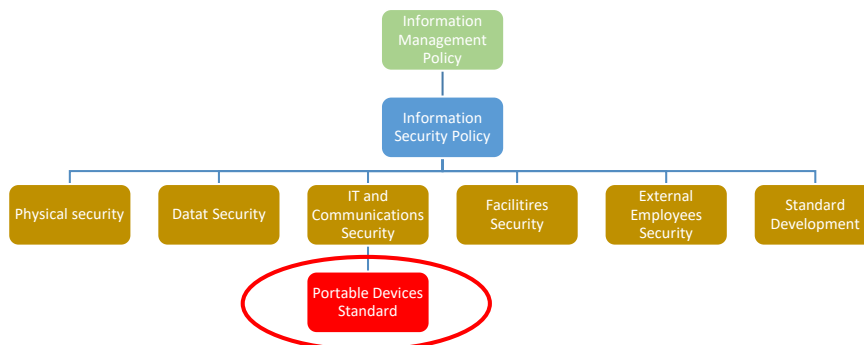 Information
Management
Policy
Information
Security Policy
Physical security
Datat Security
IT and
Communications
Security
Facilitires
Security
External
Employees
Security
Standard
Development
Portable Devices
Standard